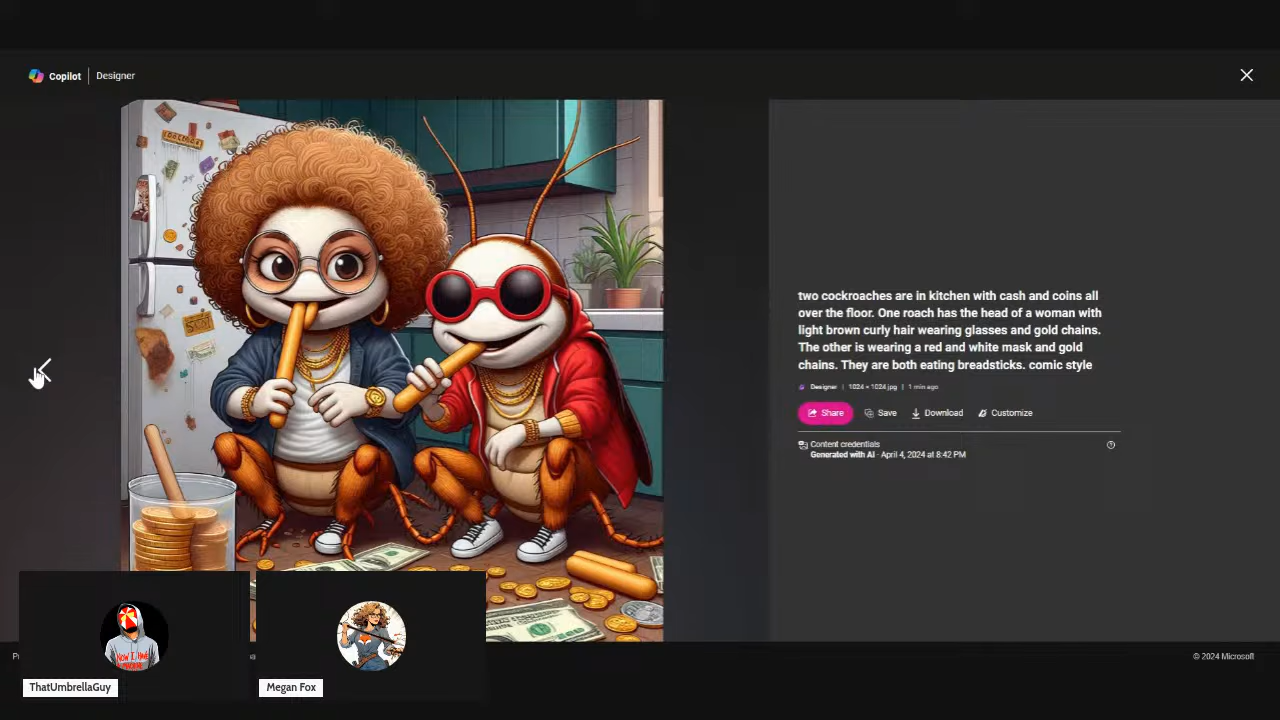 Copilot
Designer
two cockroaches are in kitchen with cash and coins all
over the floor. One roach has the head of a woman with
light brown curly hair wearing glasses and gold chains.
The other is wearing a red and white mask and gold
chains. They are both eating breadsticks. comic style
Designer | 1024 × 1024 jpg | 1 min ago
Share
Save
Download
Customize
Content credentials
Generated with AI · April 4, 2024 at 8:42 PM
© 2024 Microsoft
NOW I HAVE
ThatUmbrellaGuy
Megan Fox